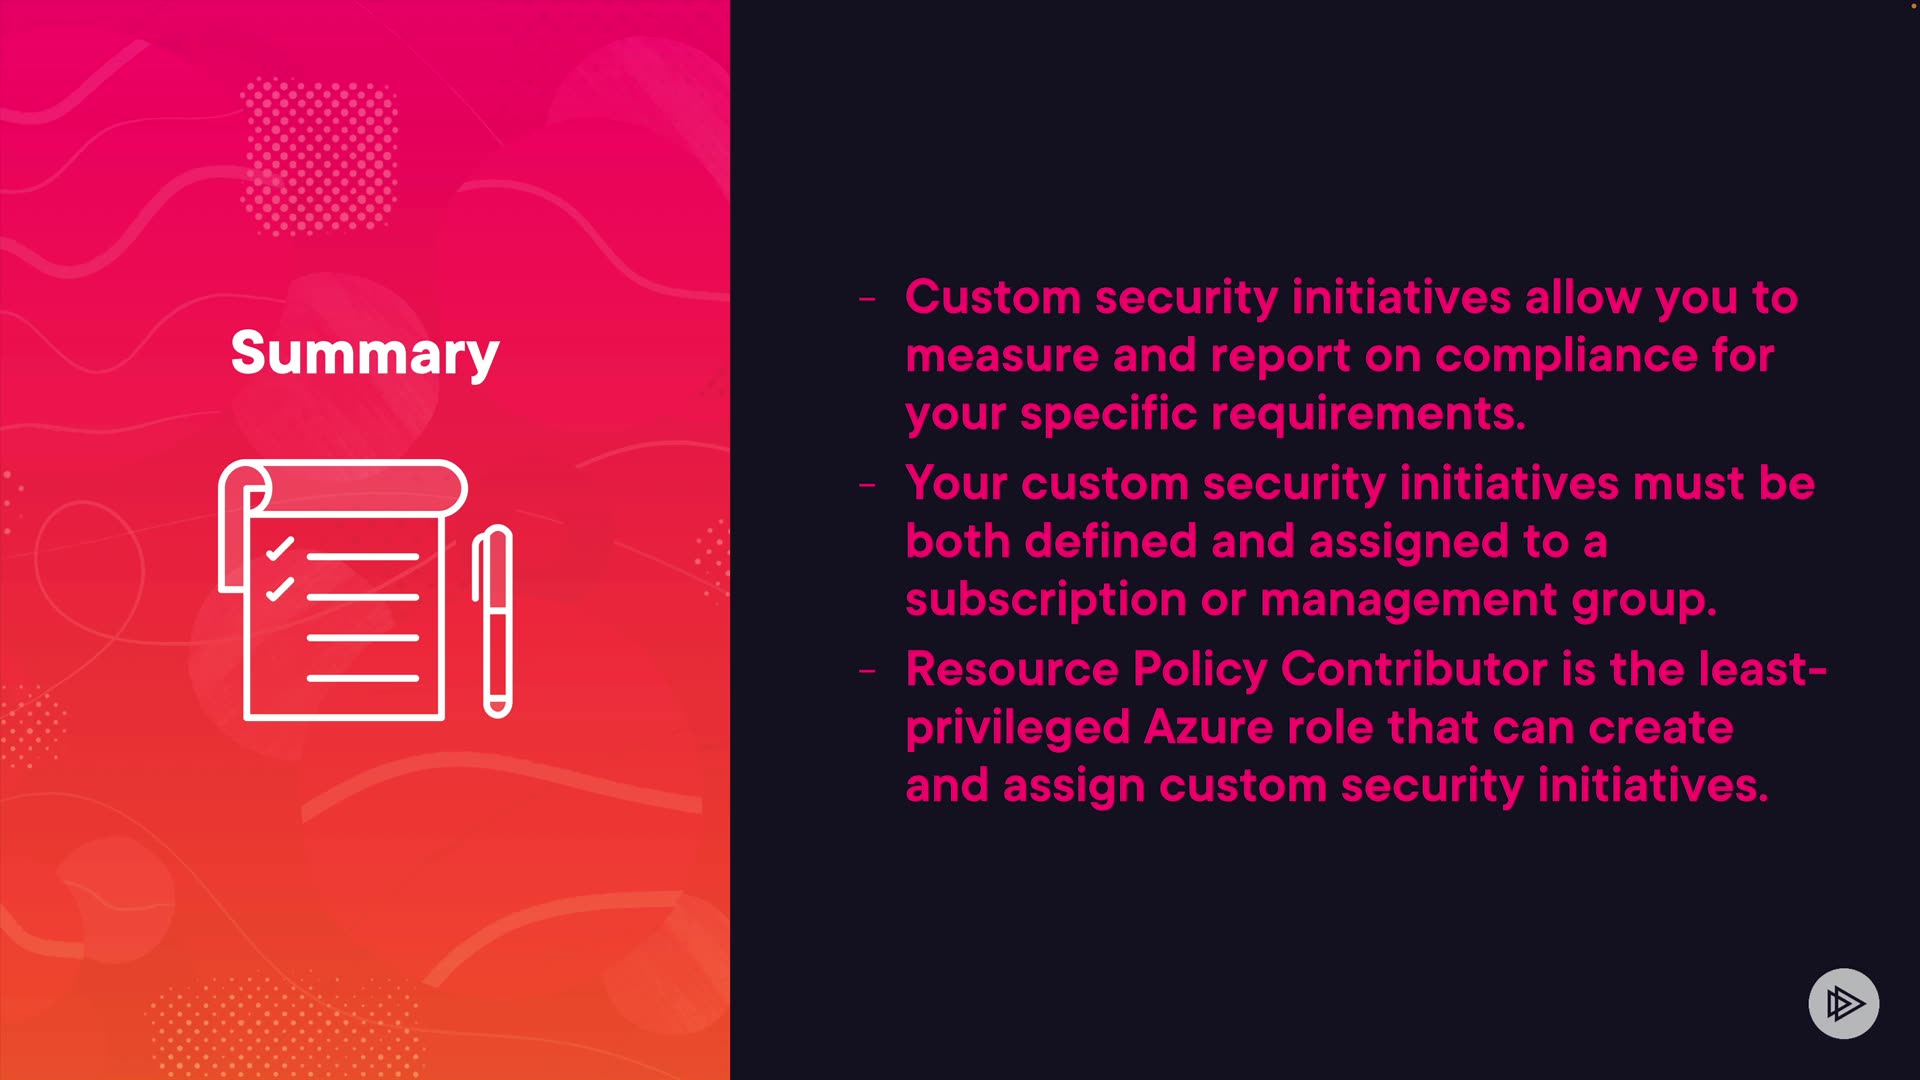 Summary
- Custom security initiatives allow you to
measure and report on compliance for
your specific requirements.
- Your custom security initiatives must be
both defined and assigned to a
subscription or management group.
- Resource Policy Contributor is the least-
privileged Azure role that can create
and assign custom security initiatives.